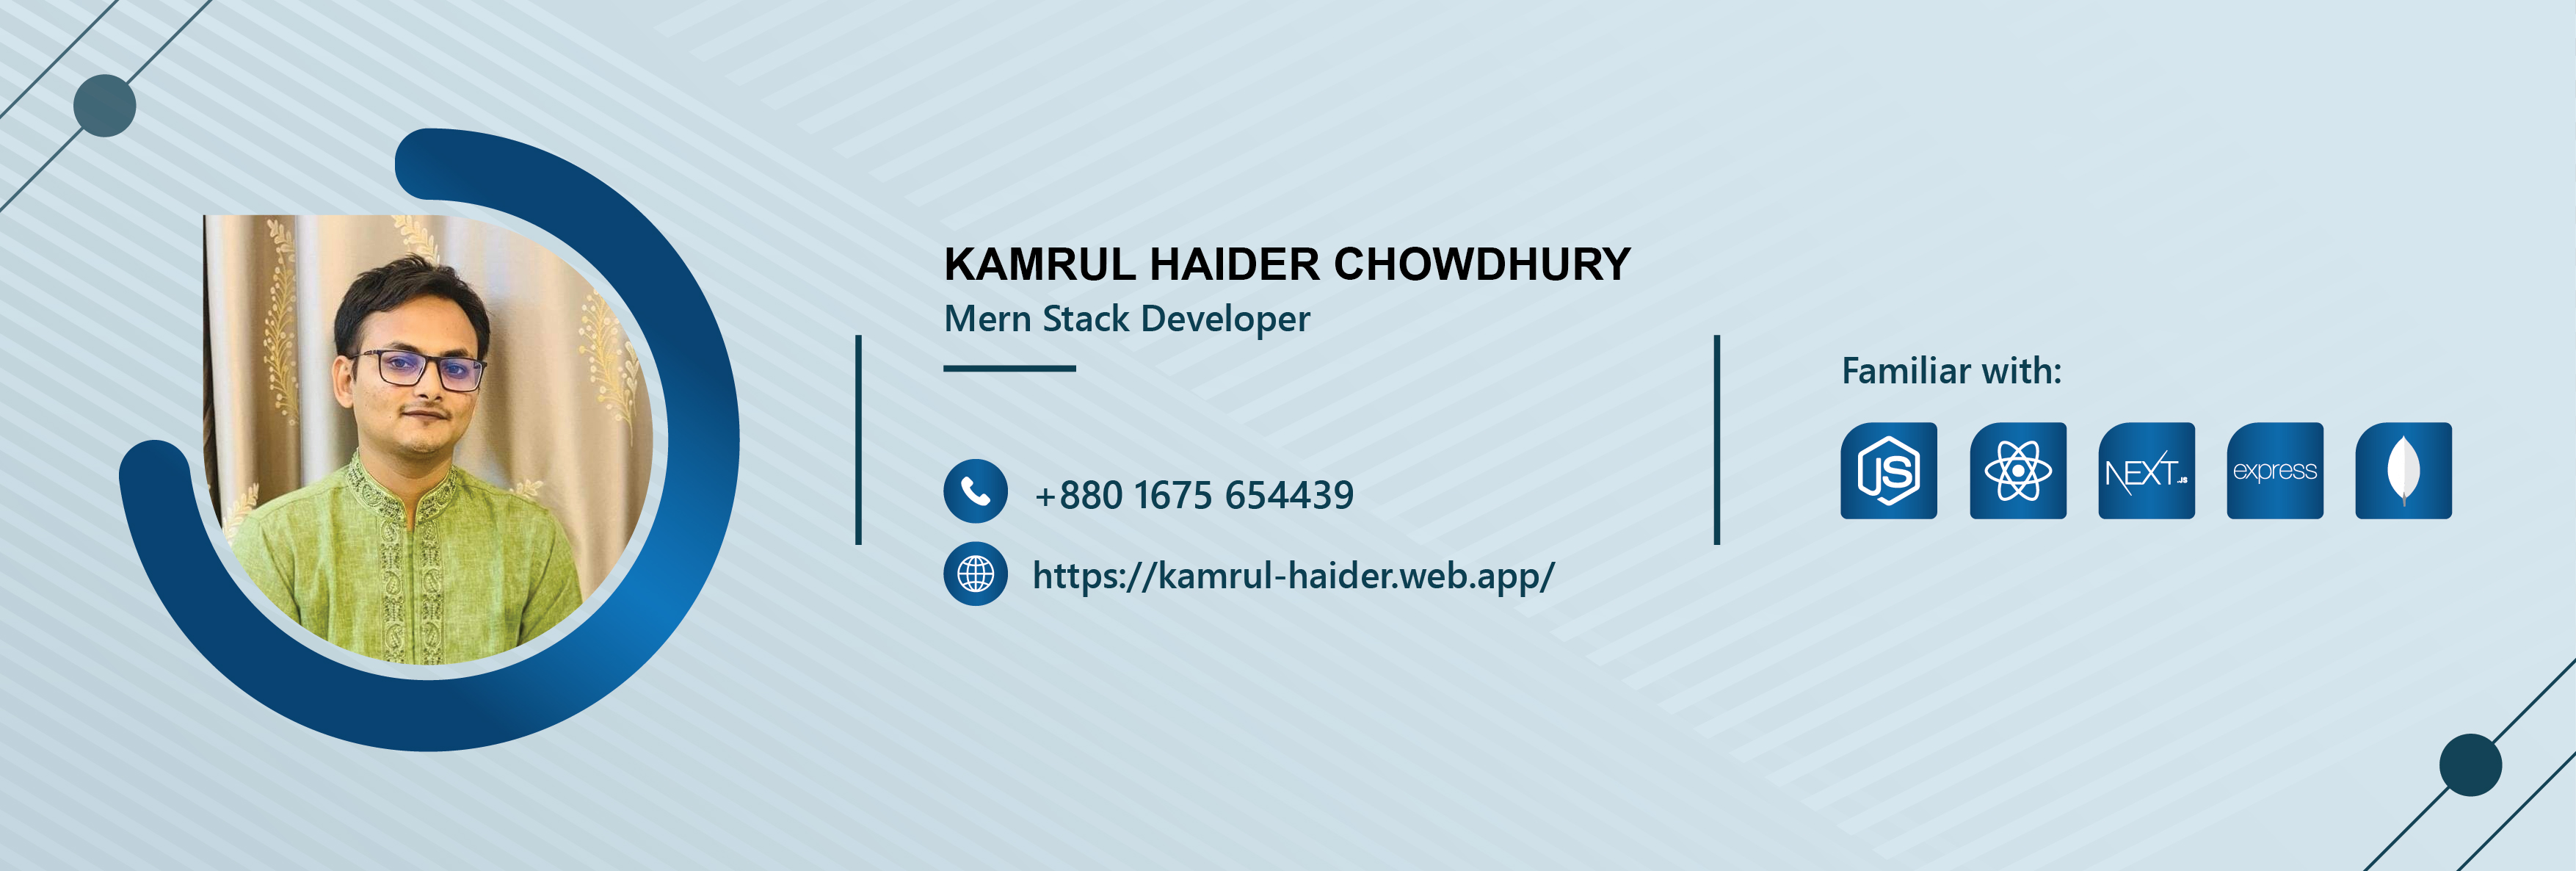 KAMRUL HAIDER CHOWDHURY
Mern Stack Developer
+880 1675 654439
https://kamrul-haider.web.app/
Familiar with:
JS
NEXT.JS
express